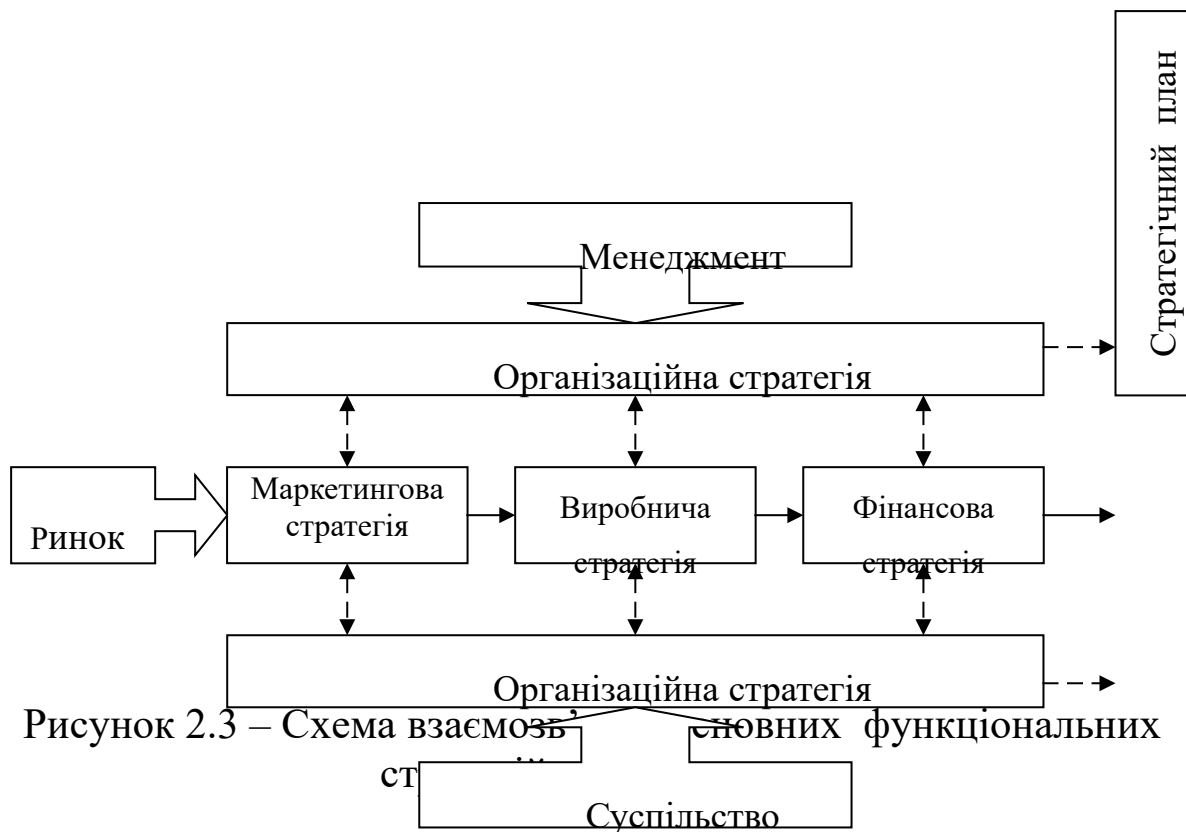 Стратегічний план
Менеджмент
Організаційна стратегія
Ринок
Маркетингова
стратегія
Виробнича
стратегія
Фінансова
стратегія
Організаційна стратегія
Рисунок 2.3 – Схема функціональних
Суспільство